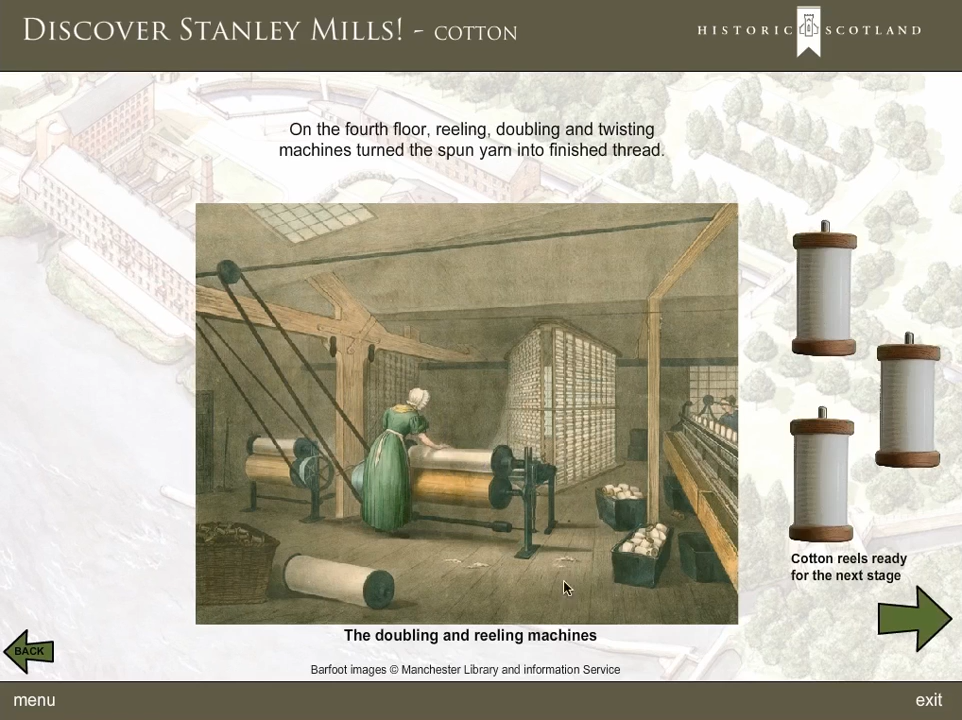 DISCOVER STANLEY MILLS! - COTTON
HISTORIC SCOTLAND
On the fourth floor, reeling, doubling and twisting
machines turned the spun yarn into finished thread.
Cotton reels ready
for the next stage
The doubling and reeling machines
BACK
Barfoot images © Manchester Library and information Service
menu
exit